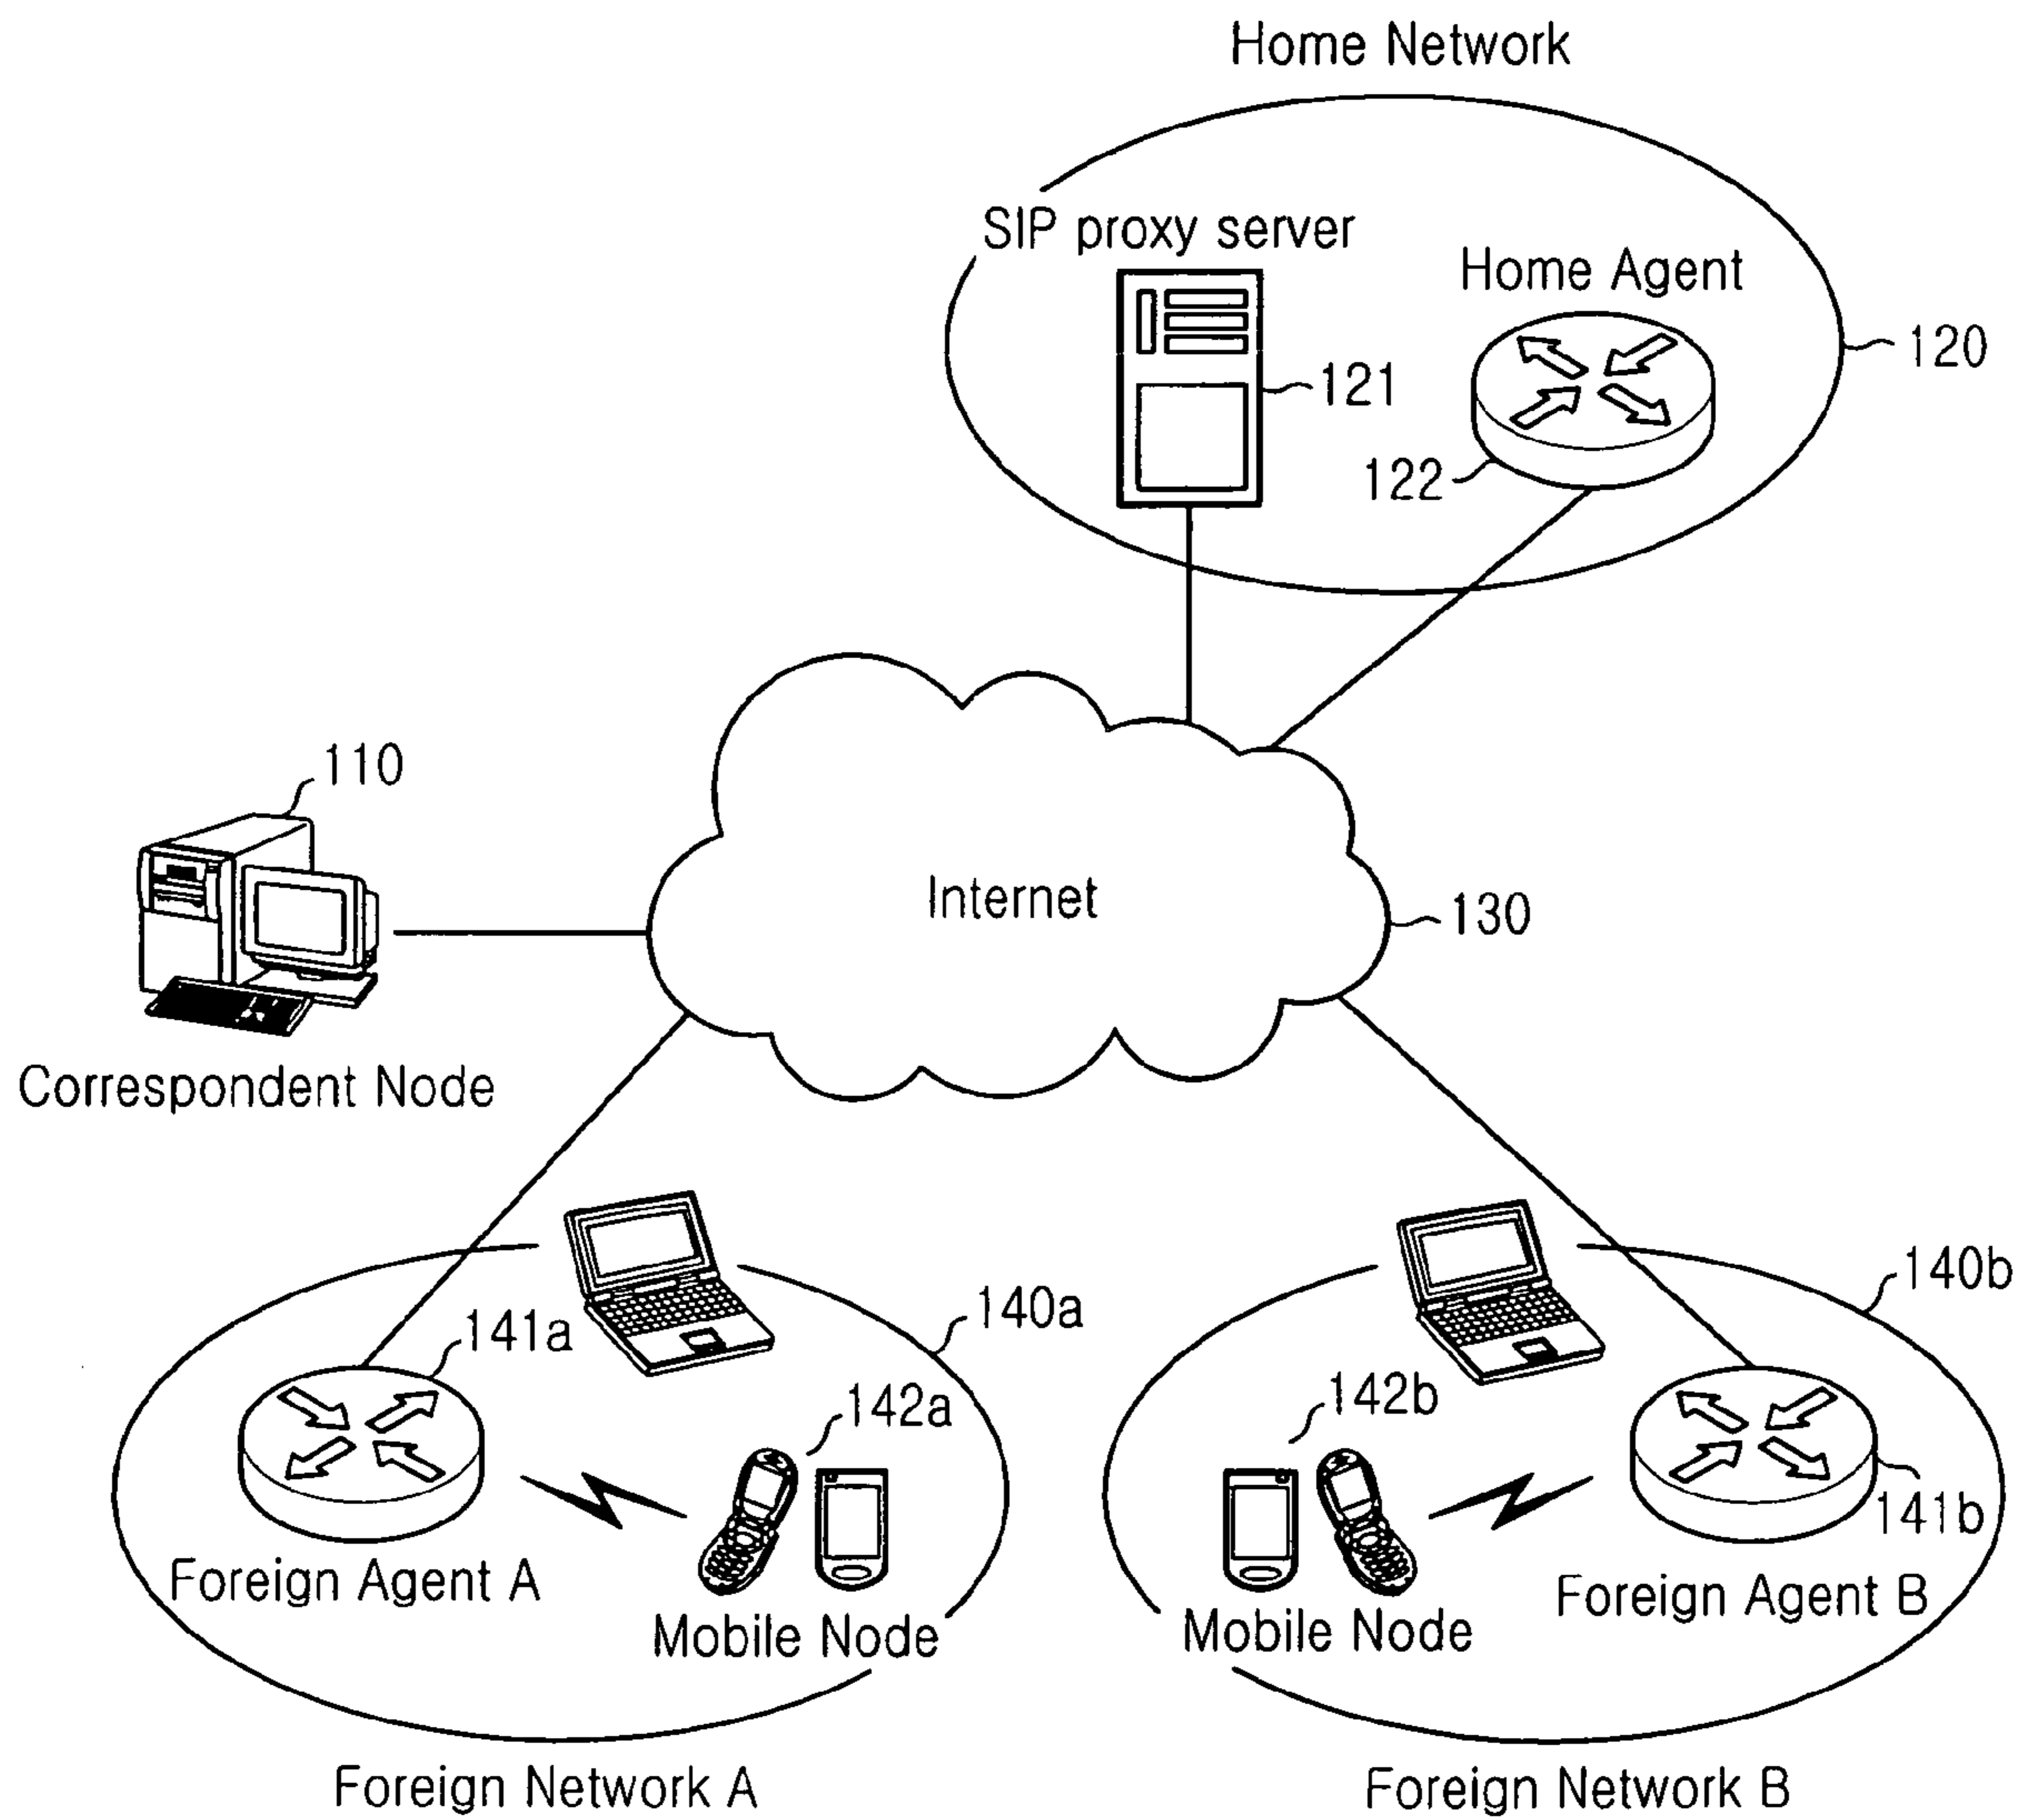 Home Network
SIP proxy server
Home Agent
120
121
122
110
Internet
130
Correspondent Node
140b
140a
141a
142a
142b
141b
Foreign Agent A
Foreign Agent B
Mobile Node
Mobile Node
Foreign Network A
Foreign Network B